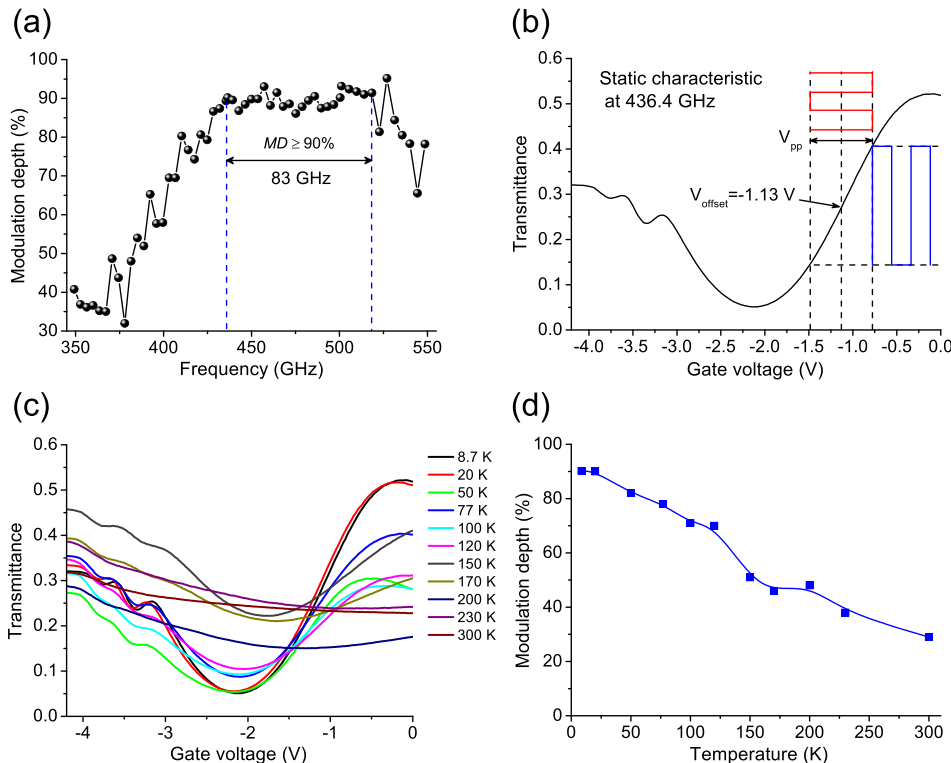 (a)
100
90
80
70
60
50
40
30
Modulation depth (%)
MD ≥ 90%
83 GHz
350
400
450
500
550
Frequency (GHz)
(b)
0.6
0.5
0.4
0.3
0.2
0.1
0.0
Transmittance
Static characteristic
at 436.4 GHz
Vpp
Voffset=-1.13 V
-4.0 -3.5 -3.0 -2.5 -2.0 -1.5 -1.0 -0.5 0.0
Gate voltage (V)
(c)
0.6
0.5
0.4
0.3
0.2
0.1
0.0
Transmittance
-4 -3 -2 -1 0
Gate voltage (V)
8.7 K
20 K
50 K
77 K
100 K
120 K
150 K
170 K
200 K
230 K
300 K
(d)
100
80
60
40
20
0
Modulation depth (%)
0 50 100 150 200 250 300
Temperature (K)